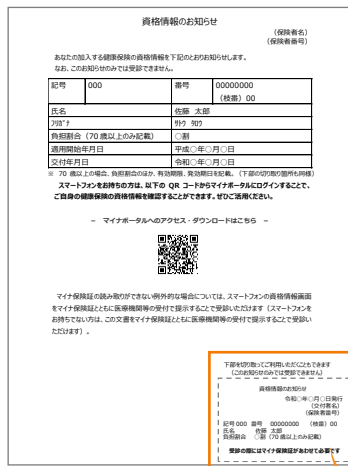 資格情報のお知らせ
(保険者名)
(保険者番号)
あなたの加入する健康保険の資格情報を下記のとおりお知らせします。
なお、このお知らせのみでは受診できません。
記号 000 番号 00000000
(枝番) 00
氏名 佐藤 太郎
フリガナ サトウ タロウ
負担割合(70 歳以上のみ記載) ○割
適用開始年月日 平成○年○月○日
交付年月日 令和○年○月○日
※ 70 歳以上の場合、負担割合のほか、有効期限、発効期日を記載。(下部の切取り箇所も同様)
スマートフォンをお持ちの方は、以下の QR コードからマイナポータルにログインすることで、
ご自身の健康保険の資格情報を確認することができます。ぜひご活用ください。
− マイナポータルへのアクセス・ダウンロードはこちら −
マイナ保険証の読み取りができない例外的な場合については、スマートフォンの資格情報画面
をマイナ保険証とともに医療機関等の受付で提示することで受診いただけます(スマートフォンを
お持ちでない方は、この文書をマイナ保険証とともに医療機関等の受付で提示することで受診い
ただけます)。
下部を切り取ってご利用いただくこともできます
(このお知らせのみでは受診できません)
資格情報のお知らせ
令和○年○月○日発行
(交付者名)
(保険者番号)
記号 000 番号 00000000 (枝番) 00
氏名 佐藤 太郎
負担割合 ○割(70 歳以上のみ記載)
受診の際にはマイナ保険証があわせて必要です